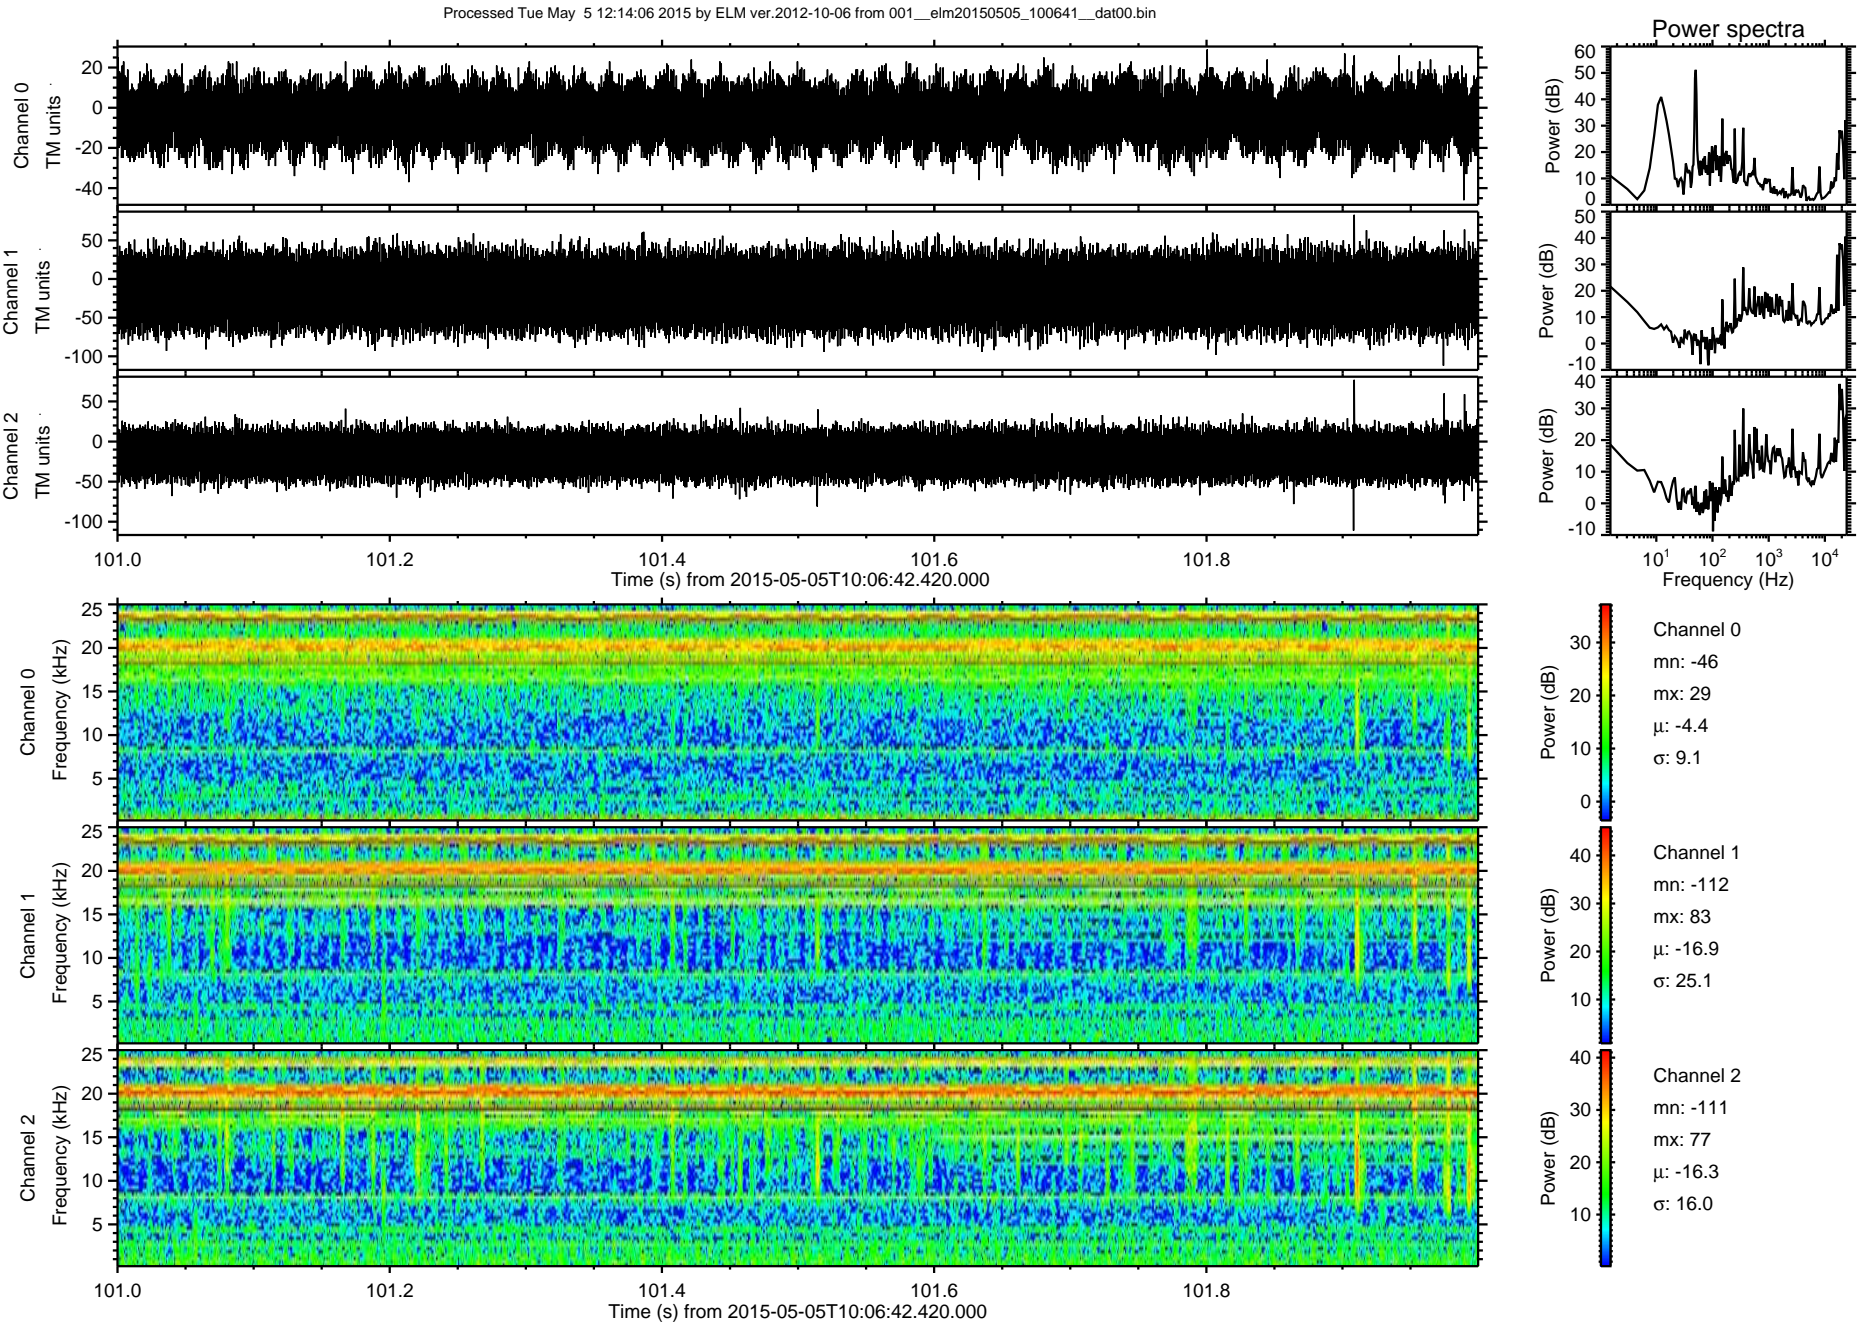 Processed Tue May 5 12:14:06 2015 by ELM ver.2012-10-06 from 001__elm20150505_100641__dat00.bin
Power spectra
Channel 0
TM units
20
0
-20
-40
Power (dB)
60
50
40
30
20
10
0
Channel 1
TM units
50
0
-50
-100
Power (dB)
50
40
30
20
10
0
-10
Channel 2
TM units
50
0
-50
-100
Power (dB)
40
30
20
10
0
-10
101.0 101.2 101.4 101.6 101.8
Time (s) from 2015-05-05T10:06:42.420.000
10^1 10^2 10^3 10^4
Frequency (Hz)
Channel 0
Frequency (kHz)
25
20
15
10
5
Power (dB)
30
20
10
0
Channel 0
mn: -46
mx: 29
µ: -4.4
σ: 9.1
Channel 1
Frequency (kHz)
25
20
15
10
5
Power (dB)
40
30
20
10
Channel 1
mn: -112
mx: 83
µ: -16.9
σ: 25.1
Channel 2
Frequency (kHz)
25
20
15
10
5
Power (dB)
40
30
20
10
Channel 2
mn: -111
mx: 77
µ: -16.3
σ: 16.0
101.0 101.2 101.4 101.6 101.8
Time (s) from 2015-05-05T10:06:42.420.000